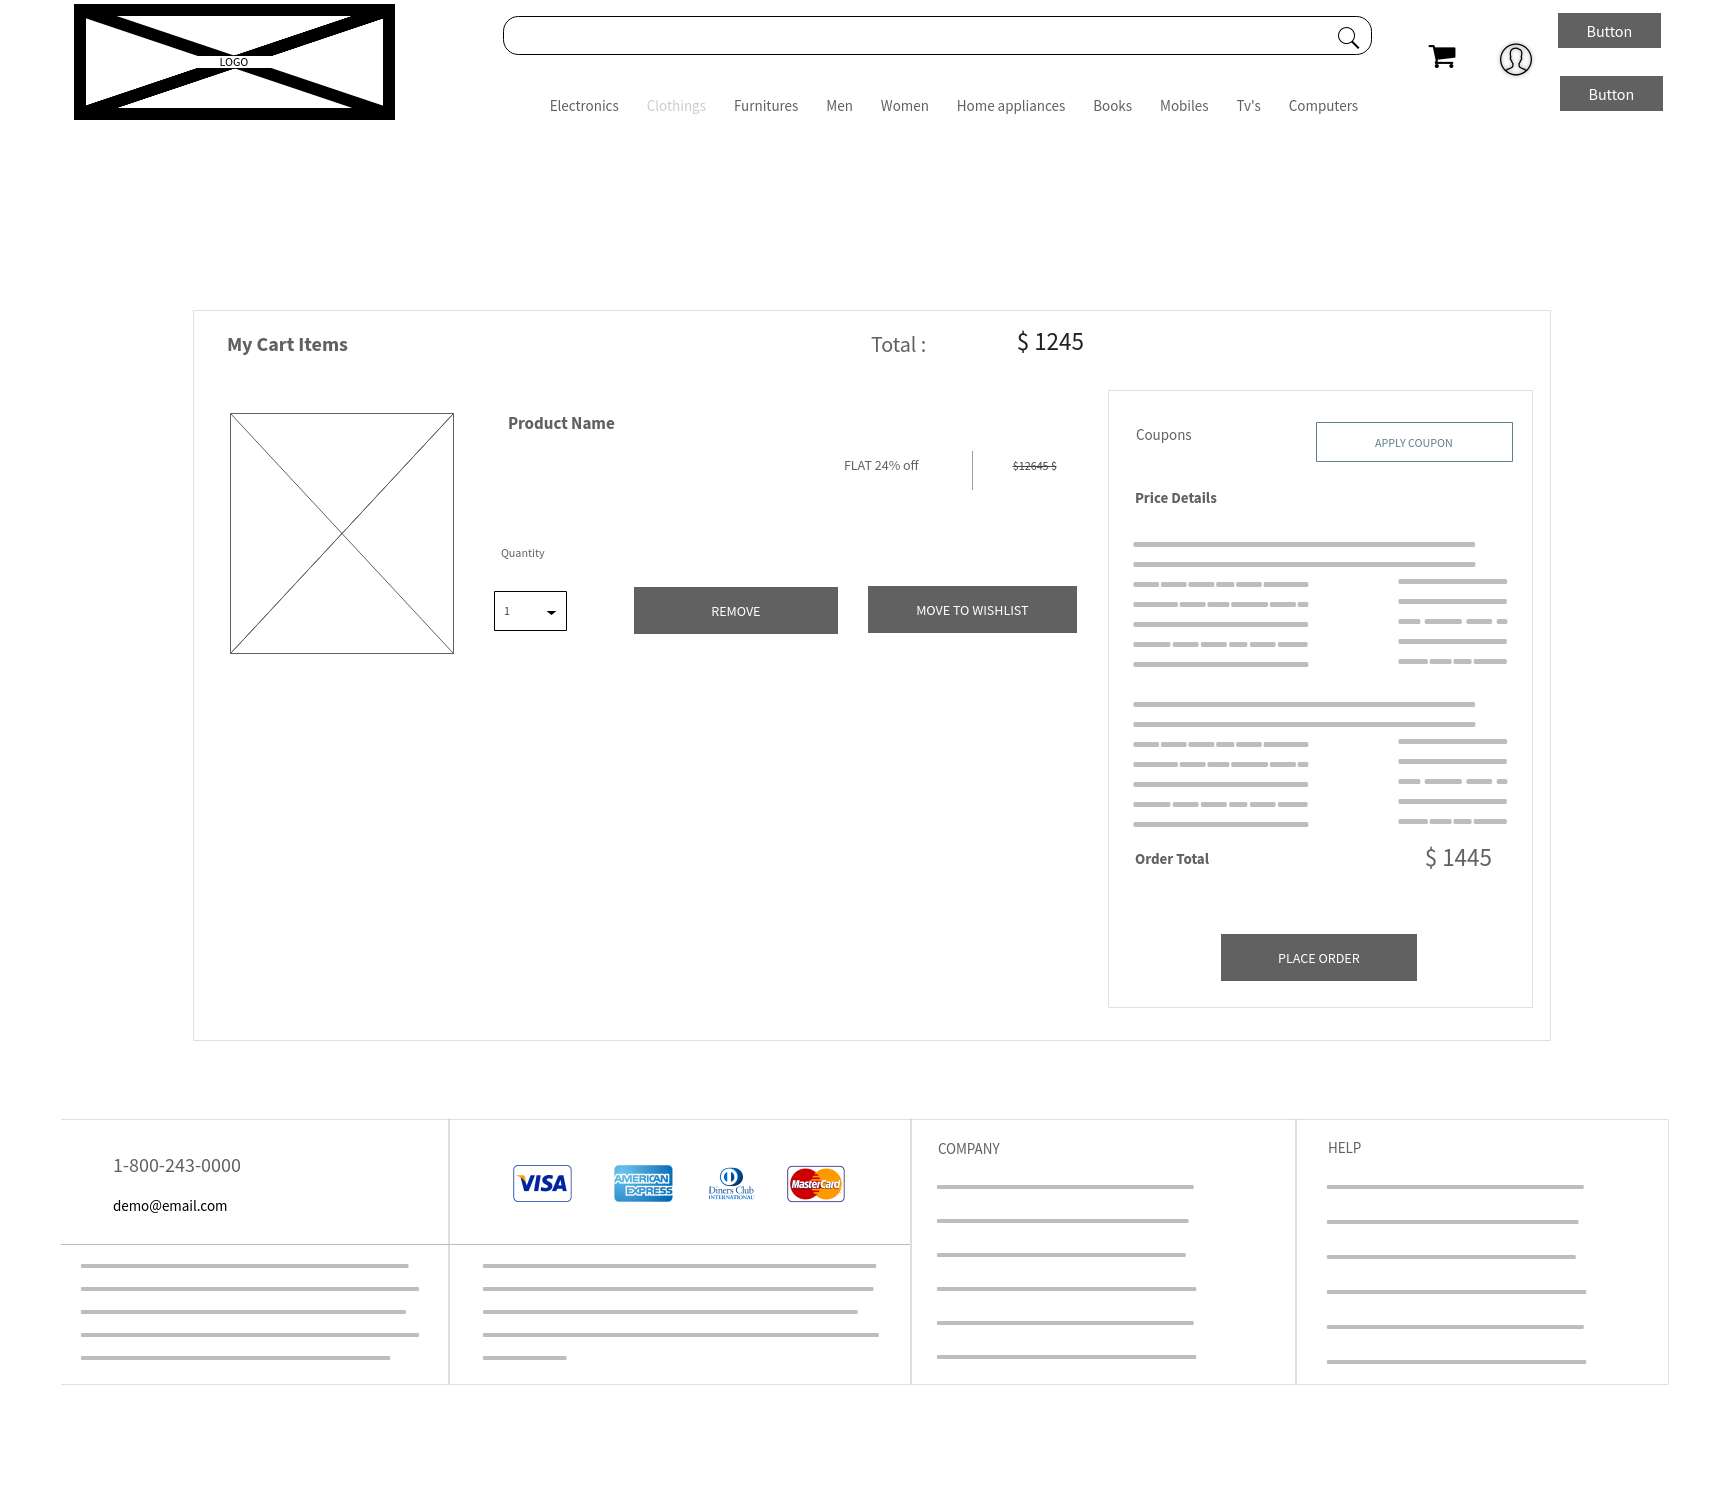 LOGO
Button
Button
Electronics Clothings Furnitures Men Women Home appliances Books Mobiles Tv's Computers
My Cart Items
Total :
$ 1245
Product Name
FLAT 24% off
$12645 $
Quantity
1
REMOVE
MOVE TO WISHLIST
Coupons
APPLY COUPON
Price Details
Order Total
$ 1445
PLACE ORDER
1-800-243-0000
demo@email.com
VISA
AMERICAN
EXPRESS
Diners Club
INTERNATIONAL
MasterCard
COMPANY
HELP